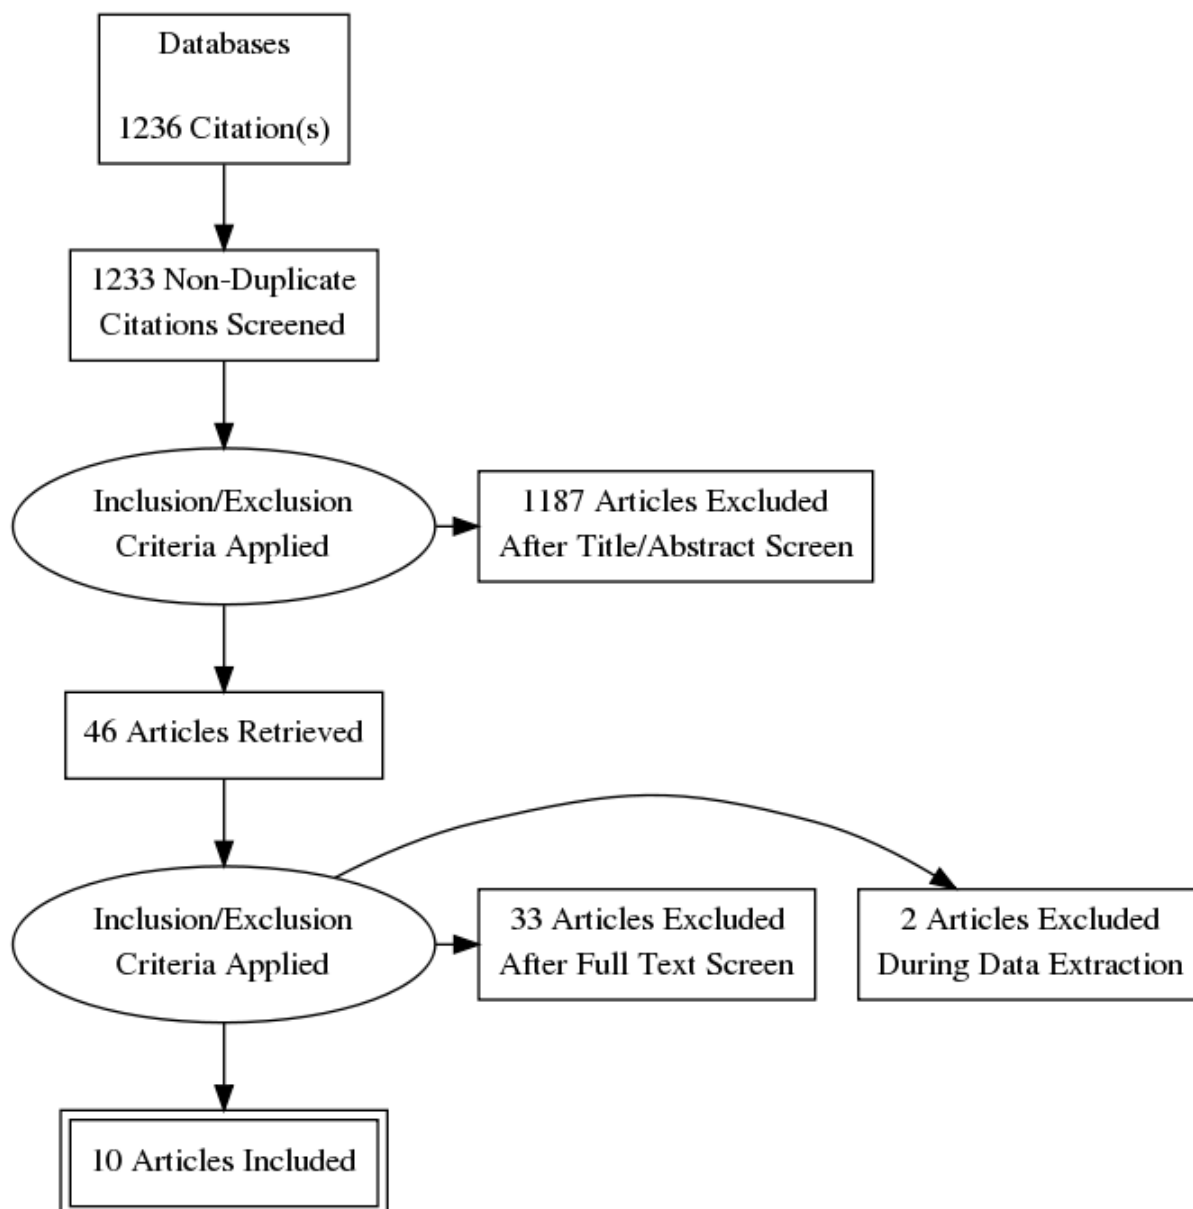 Databases
1236 Citation(s)
1233 Non-Duplicate
Citations Screened
Inclusion/Exclusion
Criteria Applied
1187 Articles Excluded
After Title/Abstract Screen
46 Articles Retrieved
Inclusion/Exclusion
Criteria Applied
33 Articles Excluded
After Full Text Screen
2 Articles Excluded
During Data Extraction
10 Articles Included